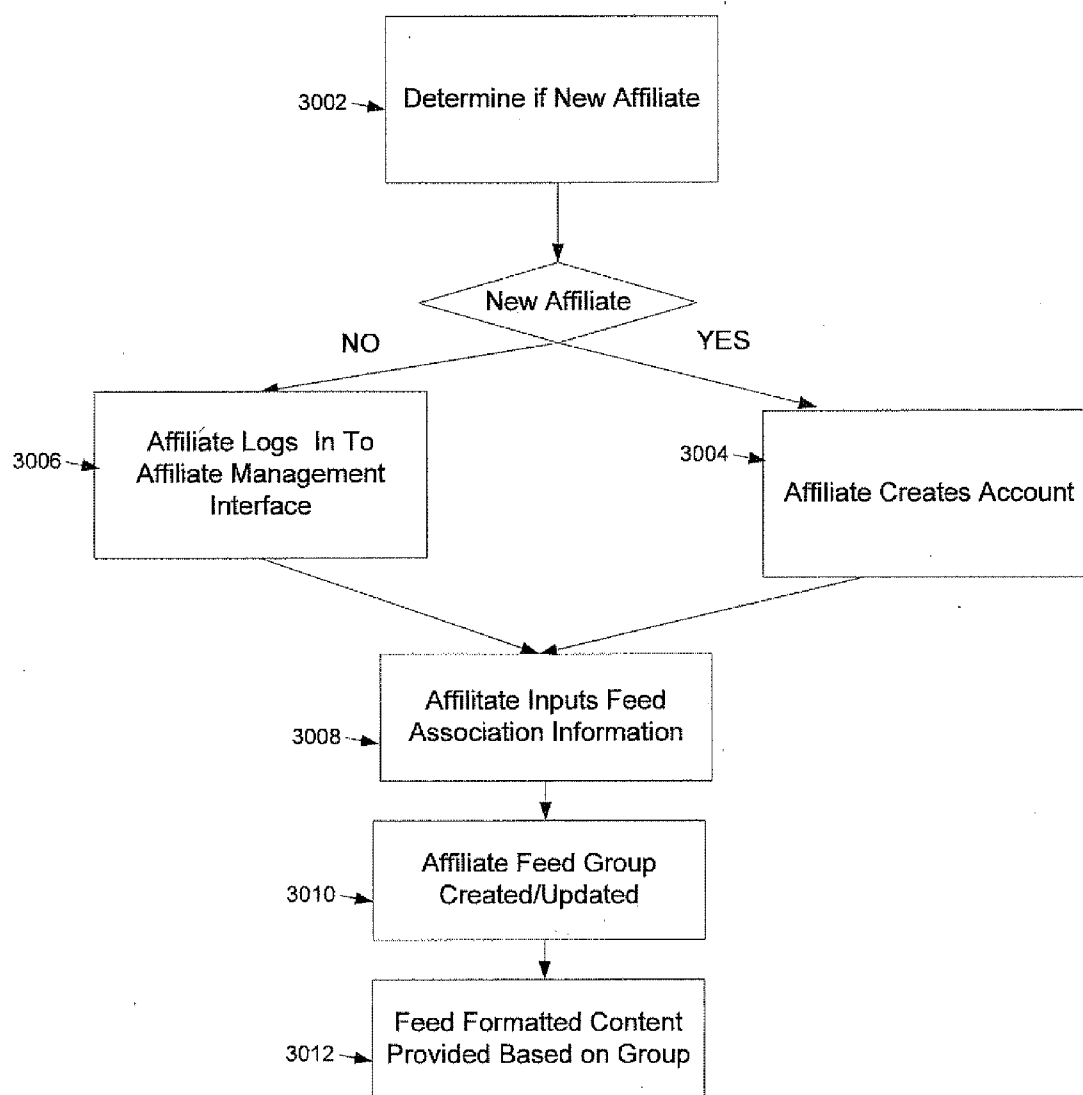 3002
Determine if New Affiliate
New Affiliate
NO
YES
3006
Affiliate Logs In To
Affiliate Management
Interface
3004
Affiliate Creates Account
3008
Affilitate Inputs Feed
Association Information
3010
Affiliate Feed Group
Created/Updated
3012
Feed Formatted Content
Provided Based on Group